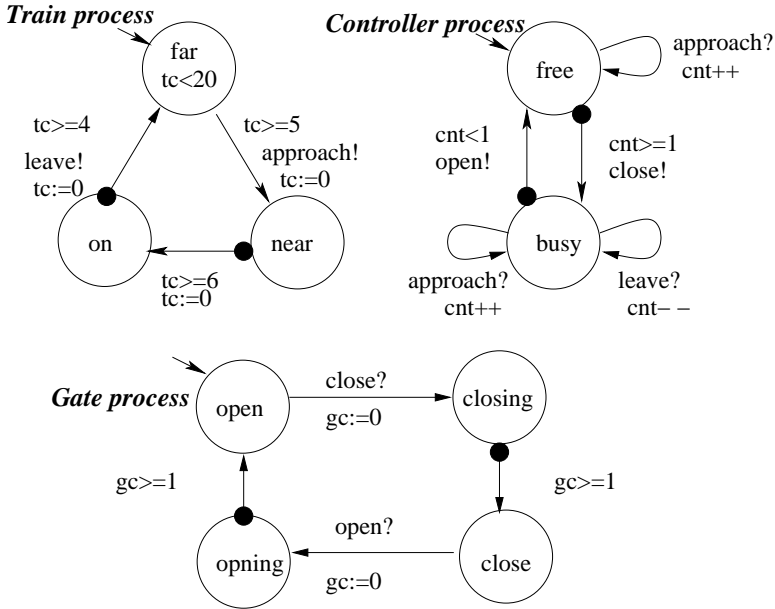 Train process
far
tc<20
tc>=4
leave!
tc:=0
tc>=5
approach!
tc:=0
on
near
tc>=6
tc:=0
Controller process
free
approach?
cnt++
cnt<1
open!
cnt>=1
close!
busy
approach?
cnt++
leave?
cnt− −
Gate process
open
close?
gc:=0
closing
gc>=1
gc>=1
opning
open?
gc:=0
close